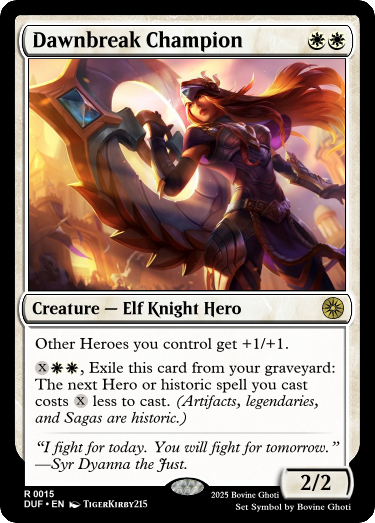 Dawnbreak Champion
Creature — Elf Knight Hero
Other Heroes you control get +1/+1.
X, Exile this card from your graveyard:
The next Hero or historic spell you cast
costs X less to cast. (Artifacts, legendaries,
and Sagas are historic.)
“I fight for today. You will fight for tomorrow.”
—Syr Dyanna the Just.
2/2
R 0015
DUF • EN TigerKirby215
2025 Bovine Ghoti
Set Symbol by Bovine Ghoti